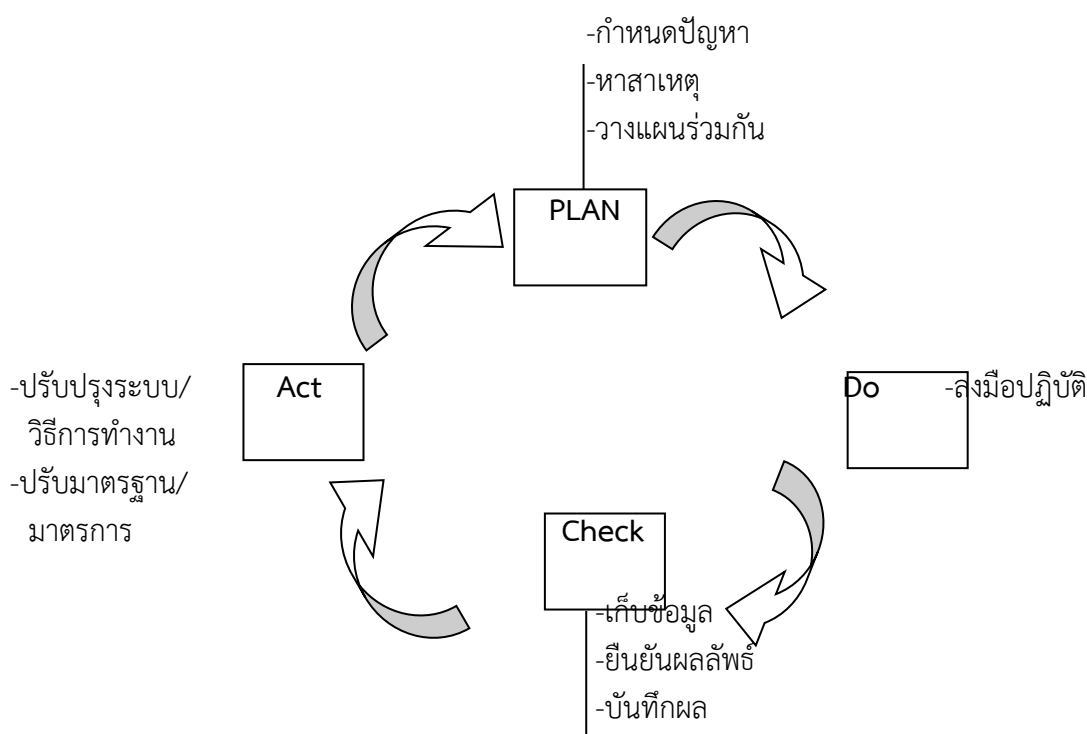 -กำหนดปัญหา
-หาสาเหตุ
-วางแผนร่วมกัน
PLAN
-ปรับปรุงระบบ/
วิธีการทำงาน
-ปรับมาตรฐาน/
มาตรการ
Act
Do
-ลงมือปฏิบัติ
Check
-เก็บข้อมูล
-ยืนยันผลลัพธ์
-บันทึกผล